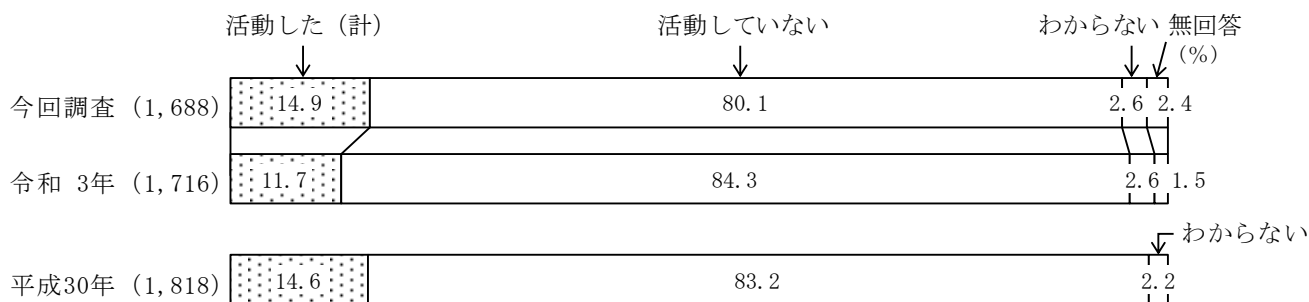 活動した（計） 活動していない わからない 無回答
(%)
今回調査 (1,688) 14.9 80.1 2.6 2.4
令和 3年 (1,716) 11.7 84.3 2.6 1.5
わからない
平成30年 (1,818) 14.6 83.2 2.2